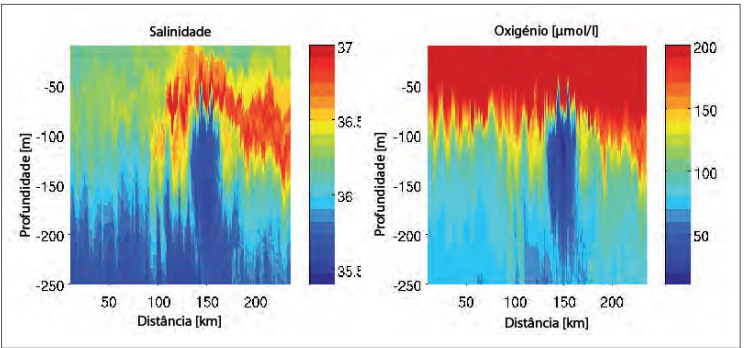 Salinidade
37
36.5
36
35.5
-50
-100
-150
-200
-250
Profundidade [m]
50 100 150 200
Distância [km]
Oxigénio [µmol/l]
200
150
100
50
-50
-100
-150
-200
-250
Profundidade [m]
50 100 150 200
Distância [km]